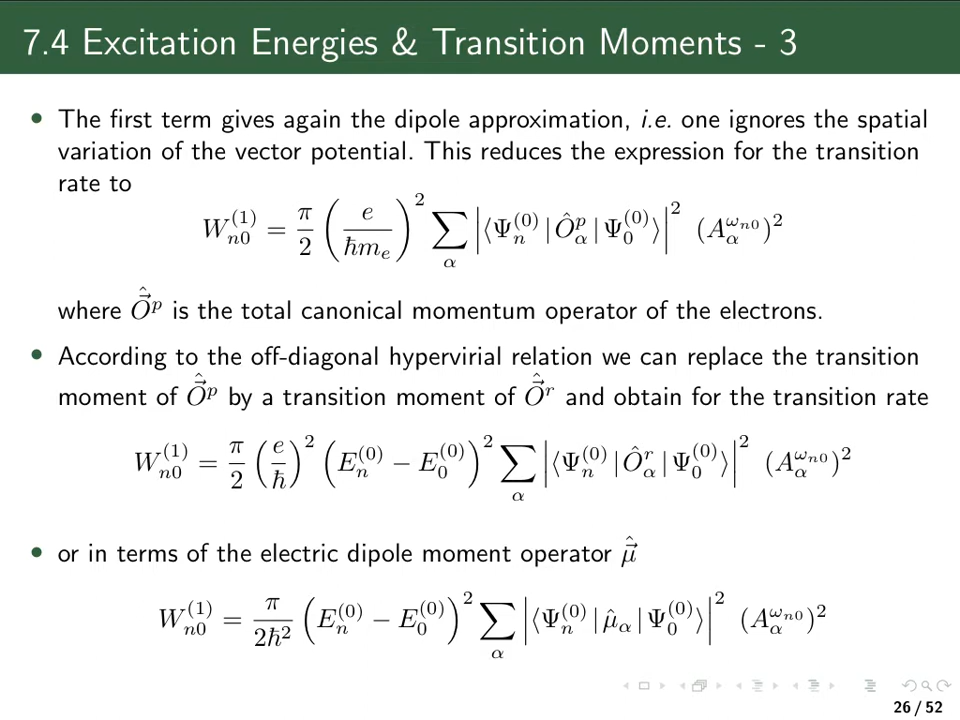 7.4 Excitation Energies & Transition Moments - 3
• The first term gives again the dipole approximation, i.e. one ignores the spatial
variation of the vector potential. This reduces the expression for the transition
rate to
$W_{n0}^{(1)} = \frac{\pi}{2} \left( \frac{e}{\hbar m_e} \right)^2 \sum_{\alpha} \left| \langle \Psi_n^{(0)} | \hat{O}_{\alpha}^{p} | \Psi_0^{(0)} \rangle \right|^2 (A_{\alpha}^{\omega_{n0}})^2$
where $\hat{\vec{O}}^{p}$ is the total canonical momentum operator of the electrons.
• According to the off-diagonal hypervirial relation we can replace the transition
moment of $\hat{\vec{O}}^{p}$ by a transition moment of $\hat{\vec{O}}^{r}$ and obtain for the transition rate
$W_{n0}^{(1)} = \frac{\pi}{2} \left( \frac{e}{\hbar} \right)^2 \left( E_n^{(0)} - E_0^{(0)} \right)^2 \sum_{\alpha} \left| \langle \Psi_n^{(0)} | \hat{O}_{\alpha}^{r} | \Psi_0^{(0)} \rangle \right|^2 (A_{\alpha}^{\omega_{n0}})^2$
• or in terms of the electric dipole moment operator $\hat{\vec{\mu}}$
$W_{n0}^{(1)} = \frac{\pi}{2\hbar^2} \left( E_n^{(0)} - E_0^{(0)} \right)^2 \sum_{\alpha} \left| \langle \Psi_n^{(0)} | \hat{\mu}_{\alpha} | \Psi_0^{(0)} \rangle \right|^2 (A_{\alpha}^{\omega_{n0}})^2$
26 / 52